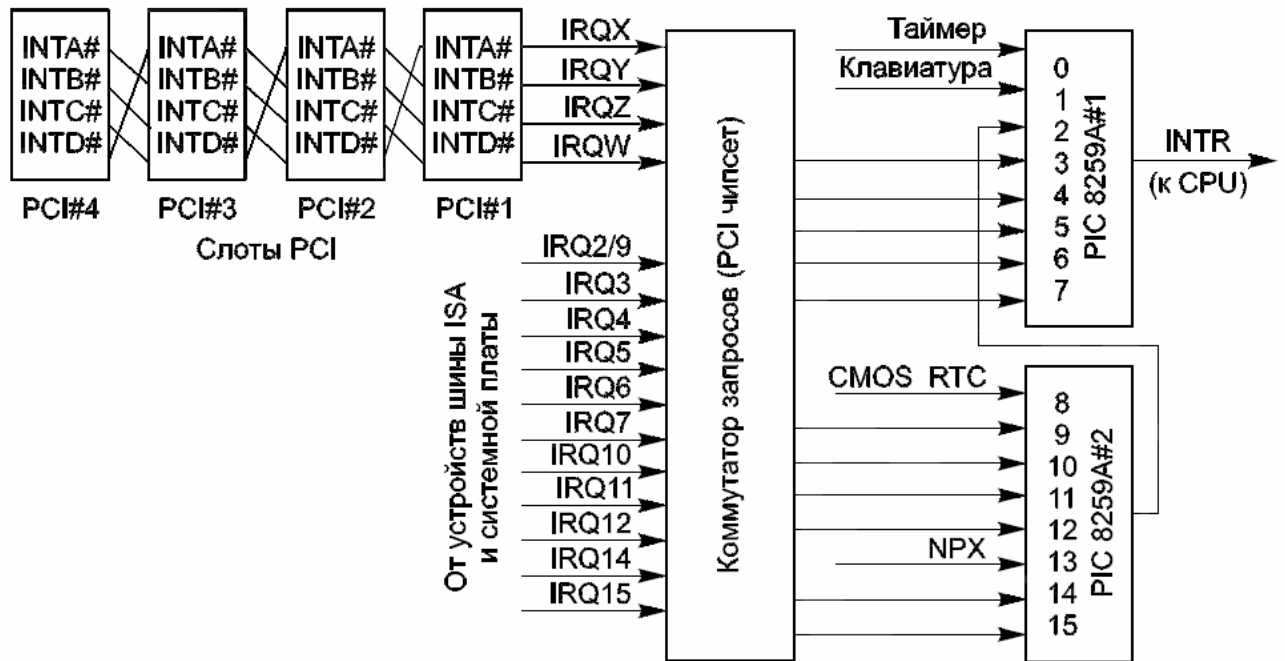 INTA#
INTB#
INTC#
INTD#
PCI#4
INTA#
INTB#
INTC#
INTD#
PCI#3
INTA#
INTB#
INTC#
INTD#
PCI#2
INTA#
INTB#
INTC#
INTD#
PCI#1
Слоты PCI
IRQX
IRQY
IRQZ
IRQW
От устройств шины ISA
и системной платы
IRQ2/9
IRQ3
IRQ4
IRQ5
IRQ6
IRQ7
IRQ10
IRQ11
IRQ12
IRQ14
IRQ15
Коммутатор запросов (PCI чипсет)
Таймер
Клавиатура
0
1
2
3
4
5
6
7
PIC 8259A#1
INTR
(к CPU)
CMOS RTC
NPX
8
9
10
11
12
13
14
15
PIC 8259A#2